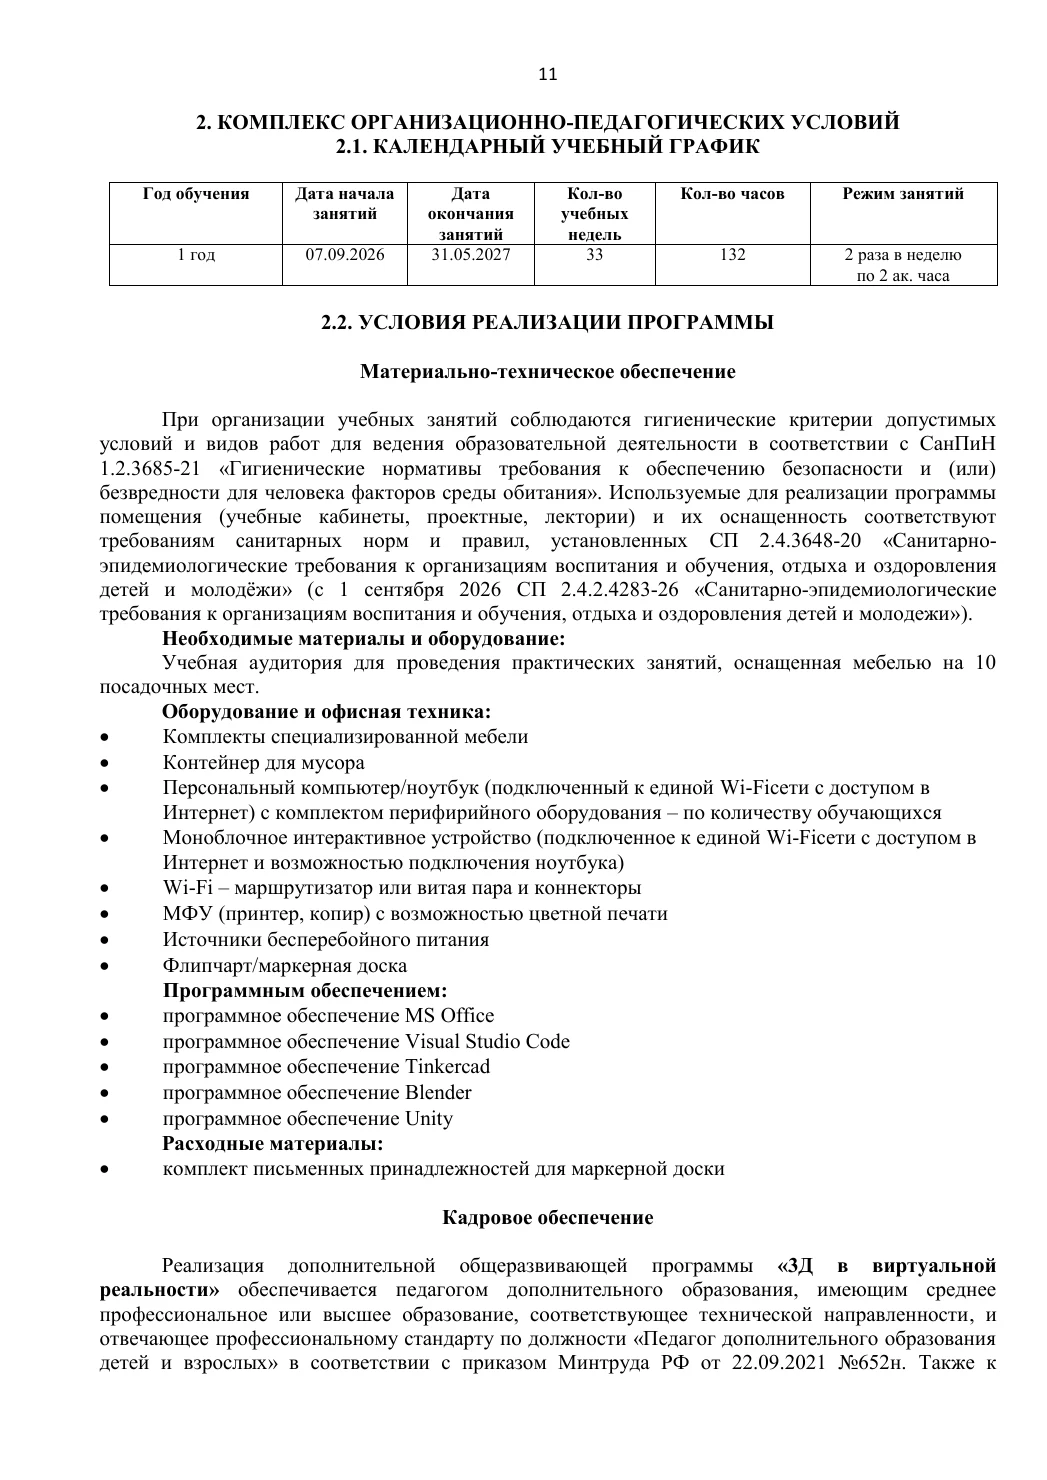 11
2. КОМПЛЕКС ОРГАНИЗАЦИОННО-ПЕДАГОГИЧЕСКИХ УСЛОВИЙ
2.1. КАЛЕНДАРНЫЙ УЧЕБНЫЙ ГРАФИК
Год обучения Дата начала занятий Дата окончания занятий Кол-во учебных недель Кол-во часов Режим занятий
1 год 07.09.2026 31.05.2027 33 132 2 раза в неделю по 2 ак. часа
2.2. УСЛОВИЯ РЕАЛИЗАЦИИ ПРОГРАММЫ
Материально-техническое обеспечение
При организации учебных занятий соблюдаются гигиенические критерии допустимых
условий и видов работ для ведения образовательной деятельности в соответствии с СанПиН
1.2.3685-21 «Гигиенические нормативы требования к обеспечению безопасности и (или)
безвредности для человека факторов среды обитания». Используемые для реализации программы
помещения (учебные кабинеты, проектные, лектории) и их оснащенность соответствуют
требованиям санитарных норм и правил, установленных СП 2.4.3648-20 «Санитарно-
эпидемиологические требования к организациям воспитания и обучения, отдыха и оздоровления
детей и молодёжи» (с 1 сентября 2026 СП 2.4.2.4283-26 «Санитарно-эпидемиологические
требования к организациям воспитания и обучения, отдыха и оздоровления детей и молодежи»).
Необходимые материалы и оборудование:
Учебная аудитория для проведения практических занятий, оснащенная мебелью на 10
посадочных мест.
Оборудование и офисная техника:
• Комплекты специализированной мебели
• Контейнер для мусора
• Персональный компьютер/ноутбук (подключенный к единой Wi-Fiсети с доступом в
Интернет) с комплектом перифирийного оборудования – по количеству обучающихся
• Моноблочное интерактивное устройство (подключенное к единой Wi-Fiсети с доступом в
Интернет и возможностью подключения ноутбука)
• Wi-Fi – маршрутизатор или витая пара и коннекторы
• МФУ (принтер, копир) с возможностью цветной печати
• Источники бесперебойного питания
• Флипчарт/маркерная доска
Программным обеспечением:
• программное обеспечение MS Office
• программное обеспечение Visual Studio Code
• программное обеспечение Tinkercad
• программное обеспечение Blender
• программное обеспечение Unity
Расходные материалы:
• комплект письменных принадлежностей для маркерной доски
Кадровое обеспечение
Реализация дополнительной общеразвивающей программы «3Д в виртуальной
реальности» обеспечивается педагогом дополнительного образования, имеющим среднее
профессиональное или высшее образование, соответствующее технической направленности, и
отвечающее профессиональному стандарту по должности «Педагог дополнительного образования
детей и взрослых» в соответствии с приказом Минтруда РФ от 22.09.2021 №652н. Также к